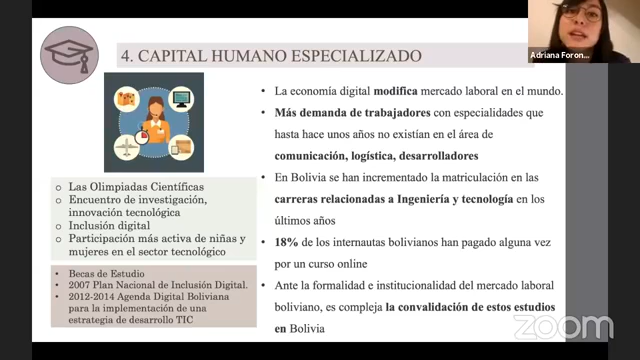 4. CAPITAL HUMANO ESPECIALIZADO
Adriana Foron...
• La economía digital modifica mercado laboral en el mundo.
• Más demanda de trabajadores con especialidades que
hasta hace unos años no existían en el área de
comunicación, logística, desarrolladores
• En Bolivia se han incrementado la matriculación en las
carreras relacionadas a Ingeniería y tecnología en los
últimos años
• 18% de los internautas bolivianos han pagado alguna vez
por un curso online
• Ante la formalidad e institucionalidad del mercado laboral
boliviano, es compleja la convalidación de estos estudios
en Bolivia
o Las Olimpiadas Científicas
o Encuentro de investigación,
innovación tecnológica
o Inclusión digital
o Participación más activa de niñas y
mujeres en el sector tecnológico
• Becas de Estudio
• 2007 Plan Nacional de Inclusión Digital.
• 2012-2014 Agenda Digital Boliviana
para la implementación de una
estrategia de desarrollo TIC
zoom